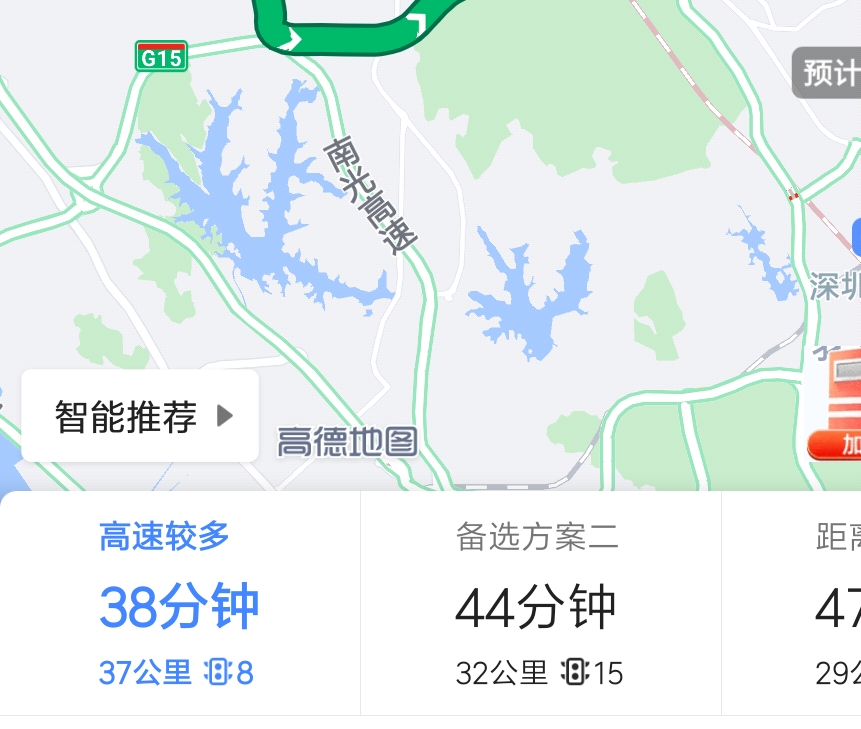 G15
预计
南光高速
深圳
智能推荐
高德地图
加
高速较多
38分钟
37公里 8
备选方案二
44分钟
32公里 15
距离
47
29公